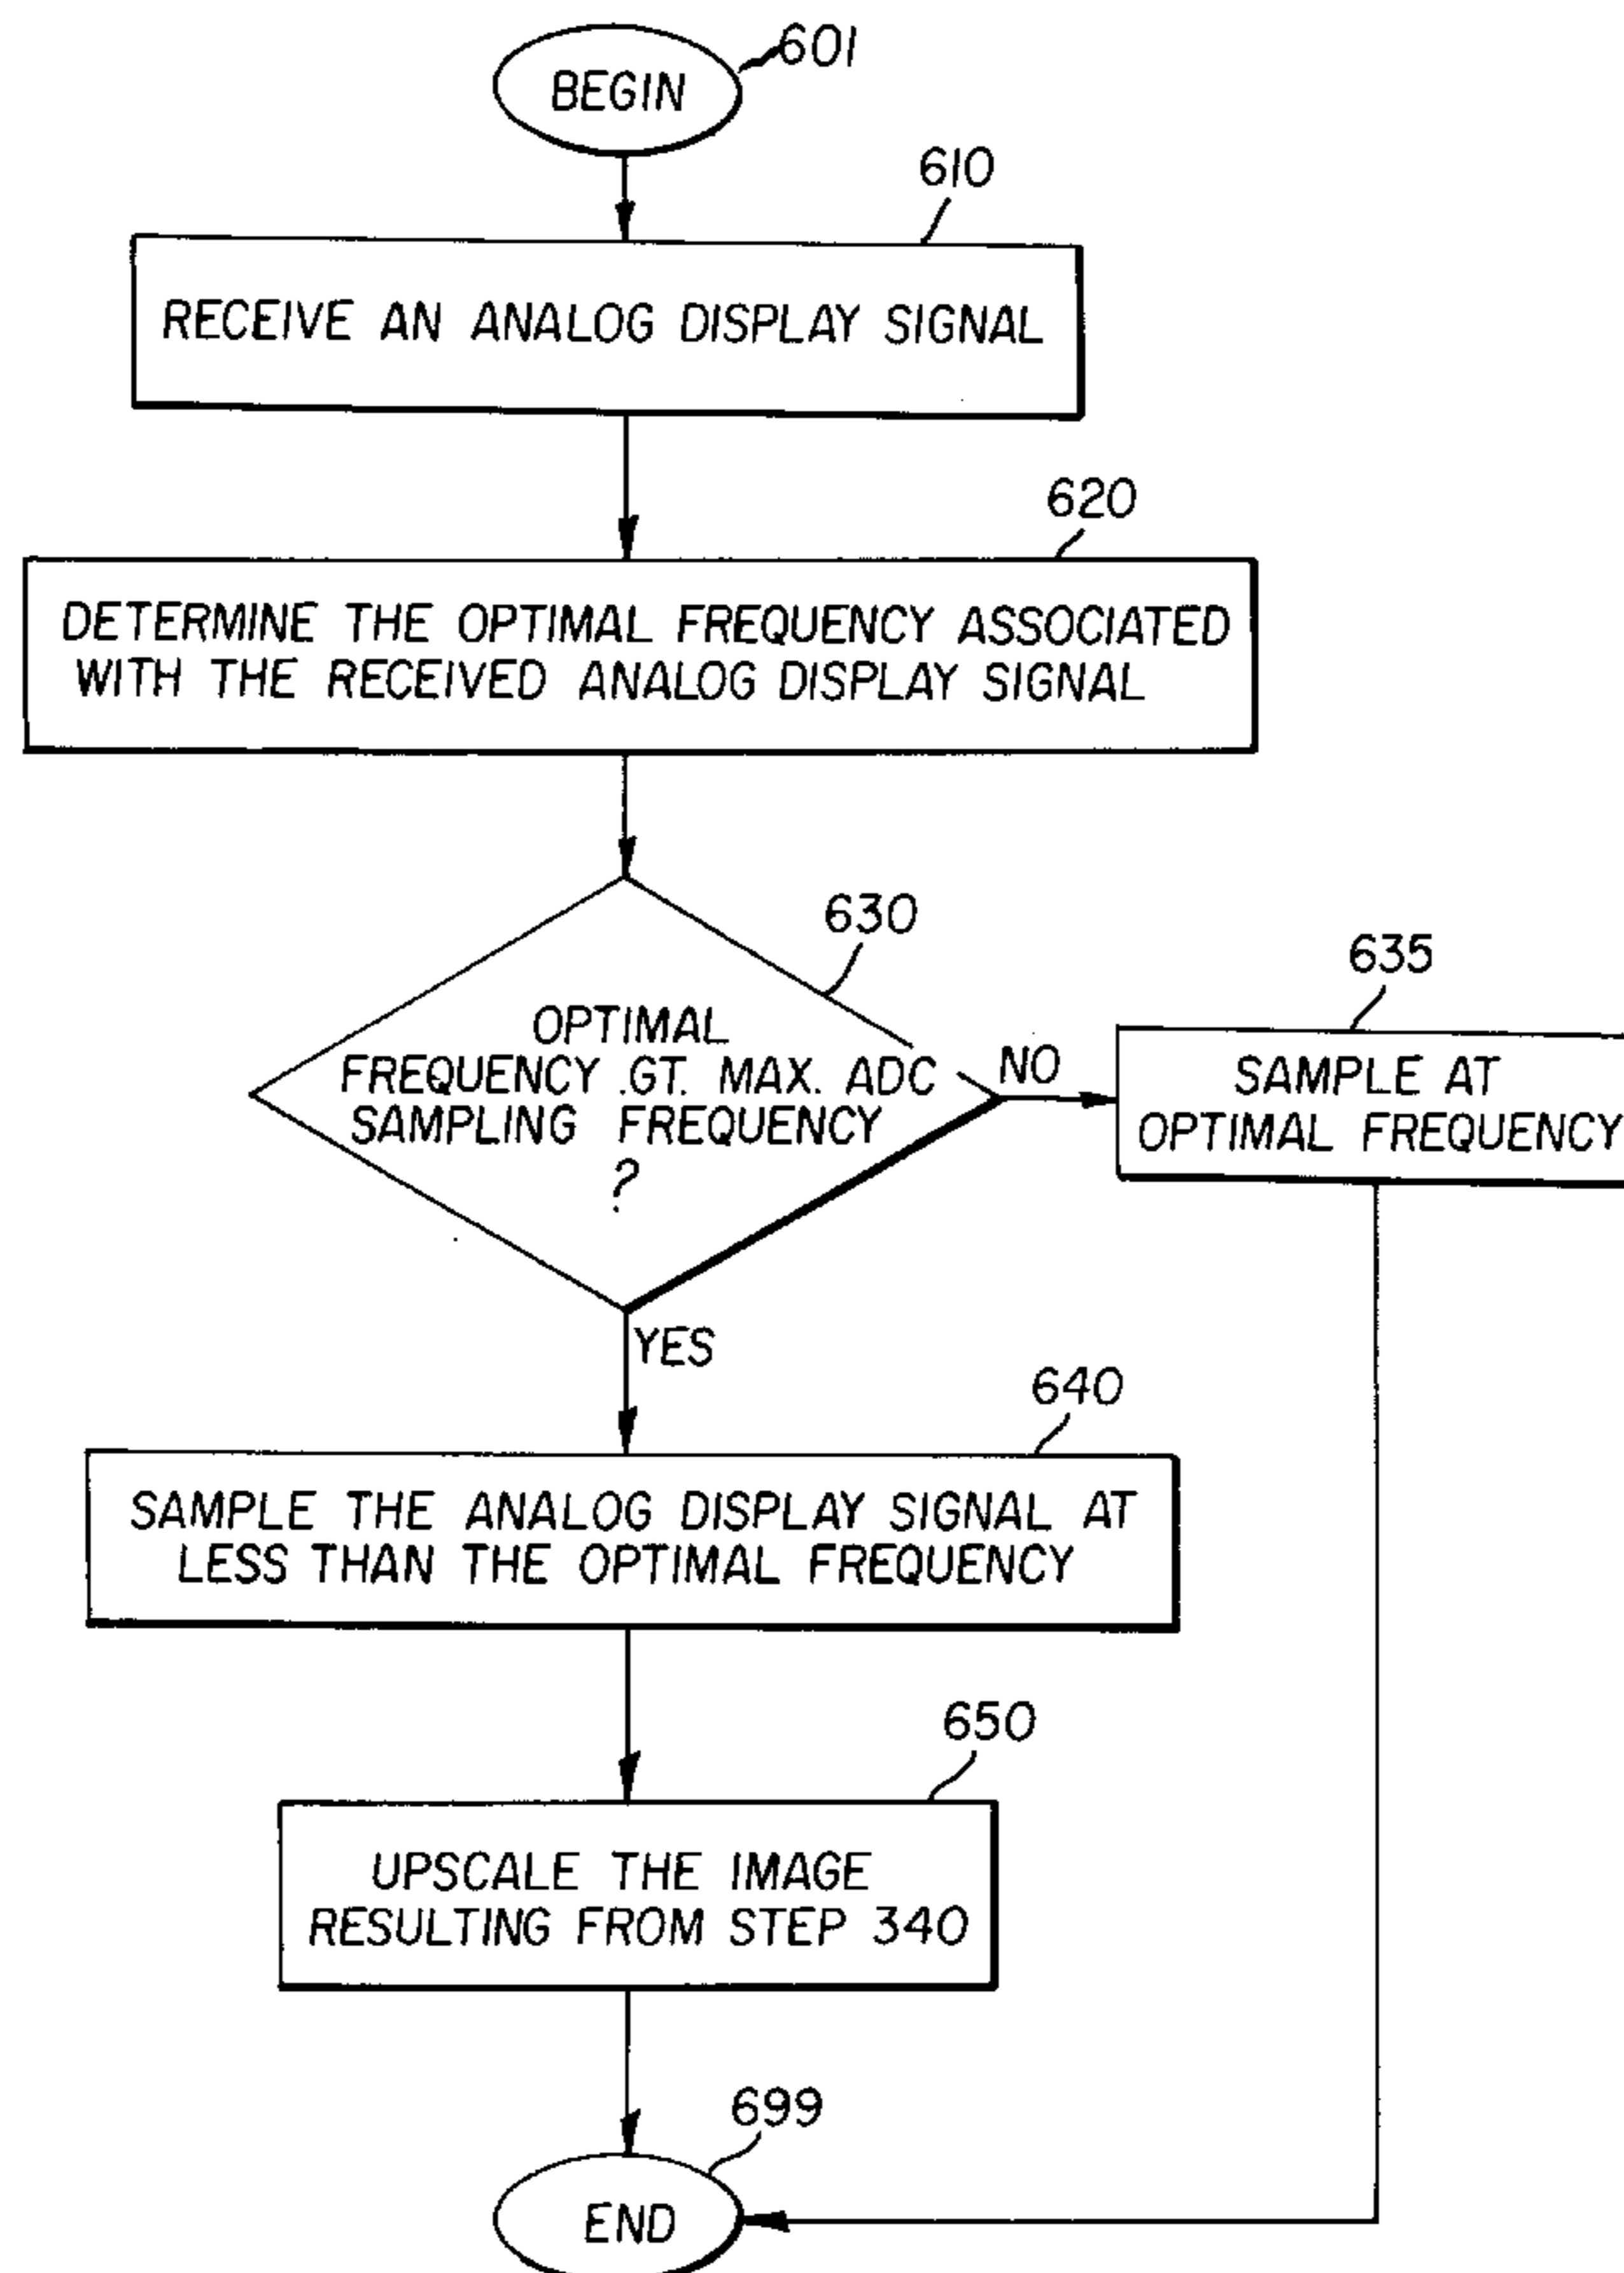 BEGIN
601
610
RECEIVE AN ANALOG DISPLAY SIGNAL
620
DETERMINE THE OPTIMAL FREQUENCY ASSOCIATED
WITH THE RECEIVED ANALOG DISPLAY SIGNAL
630
OPTIMAL
FREQUENCY .GT. MAX. ADC
SAMPLING FREQUENCY
?
NO
635
SAMPLE AT
OPTIMAL FREQUENCY
YES
640
SAMPLE THE ANALOG DISPLAY SIGNAL AT
LESS THAN THE OPTIMAL FREQUENCY
650
UPSCALE THE IMAGE
RESULTING FROM STEP 340
699
END